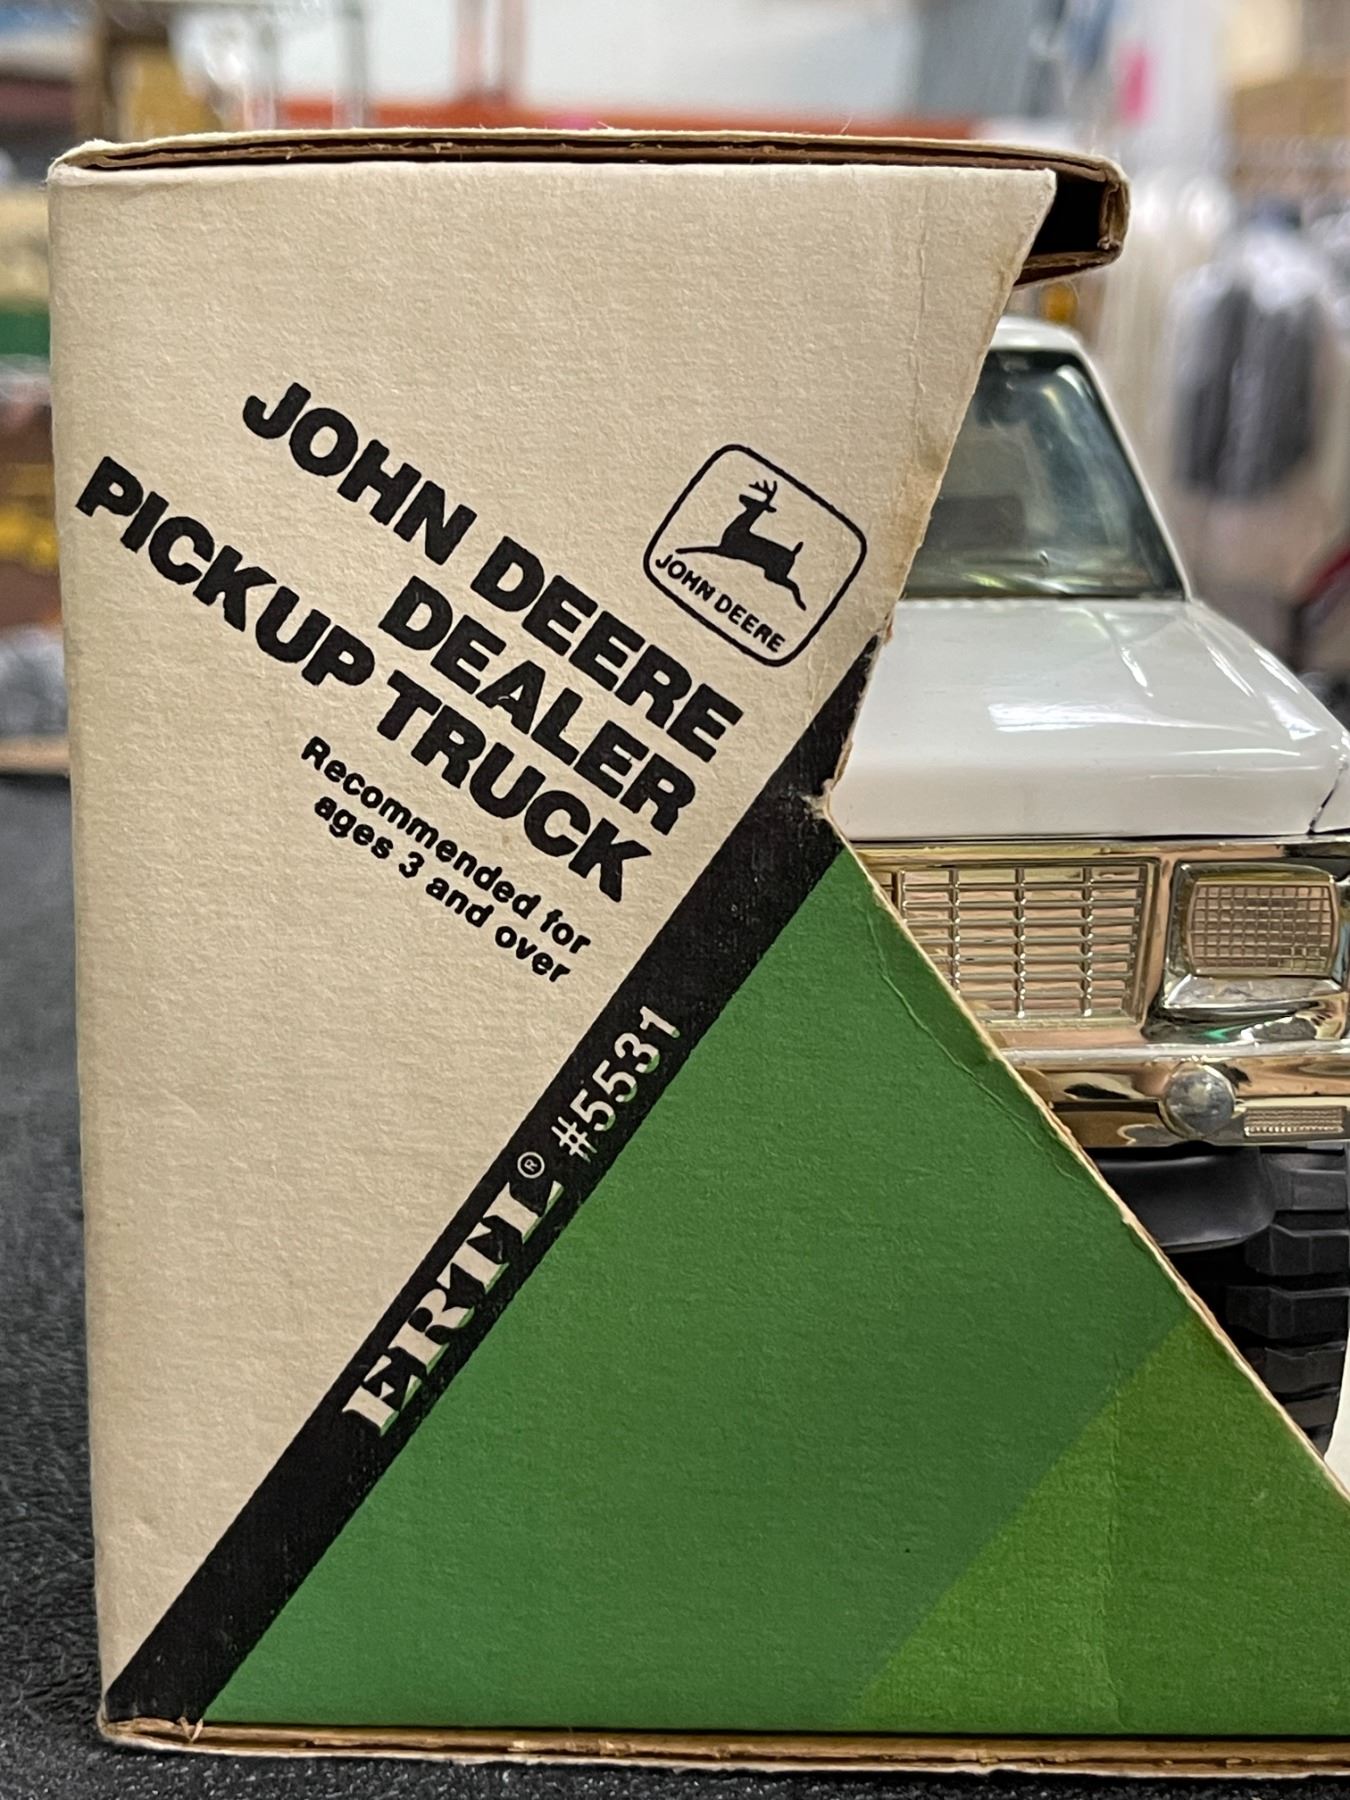 JOHN DEERE
DEALER
PICKUP TRUCK
Recommended for
ages 3 and over
JOHN DEERE
ERTL® #5531